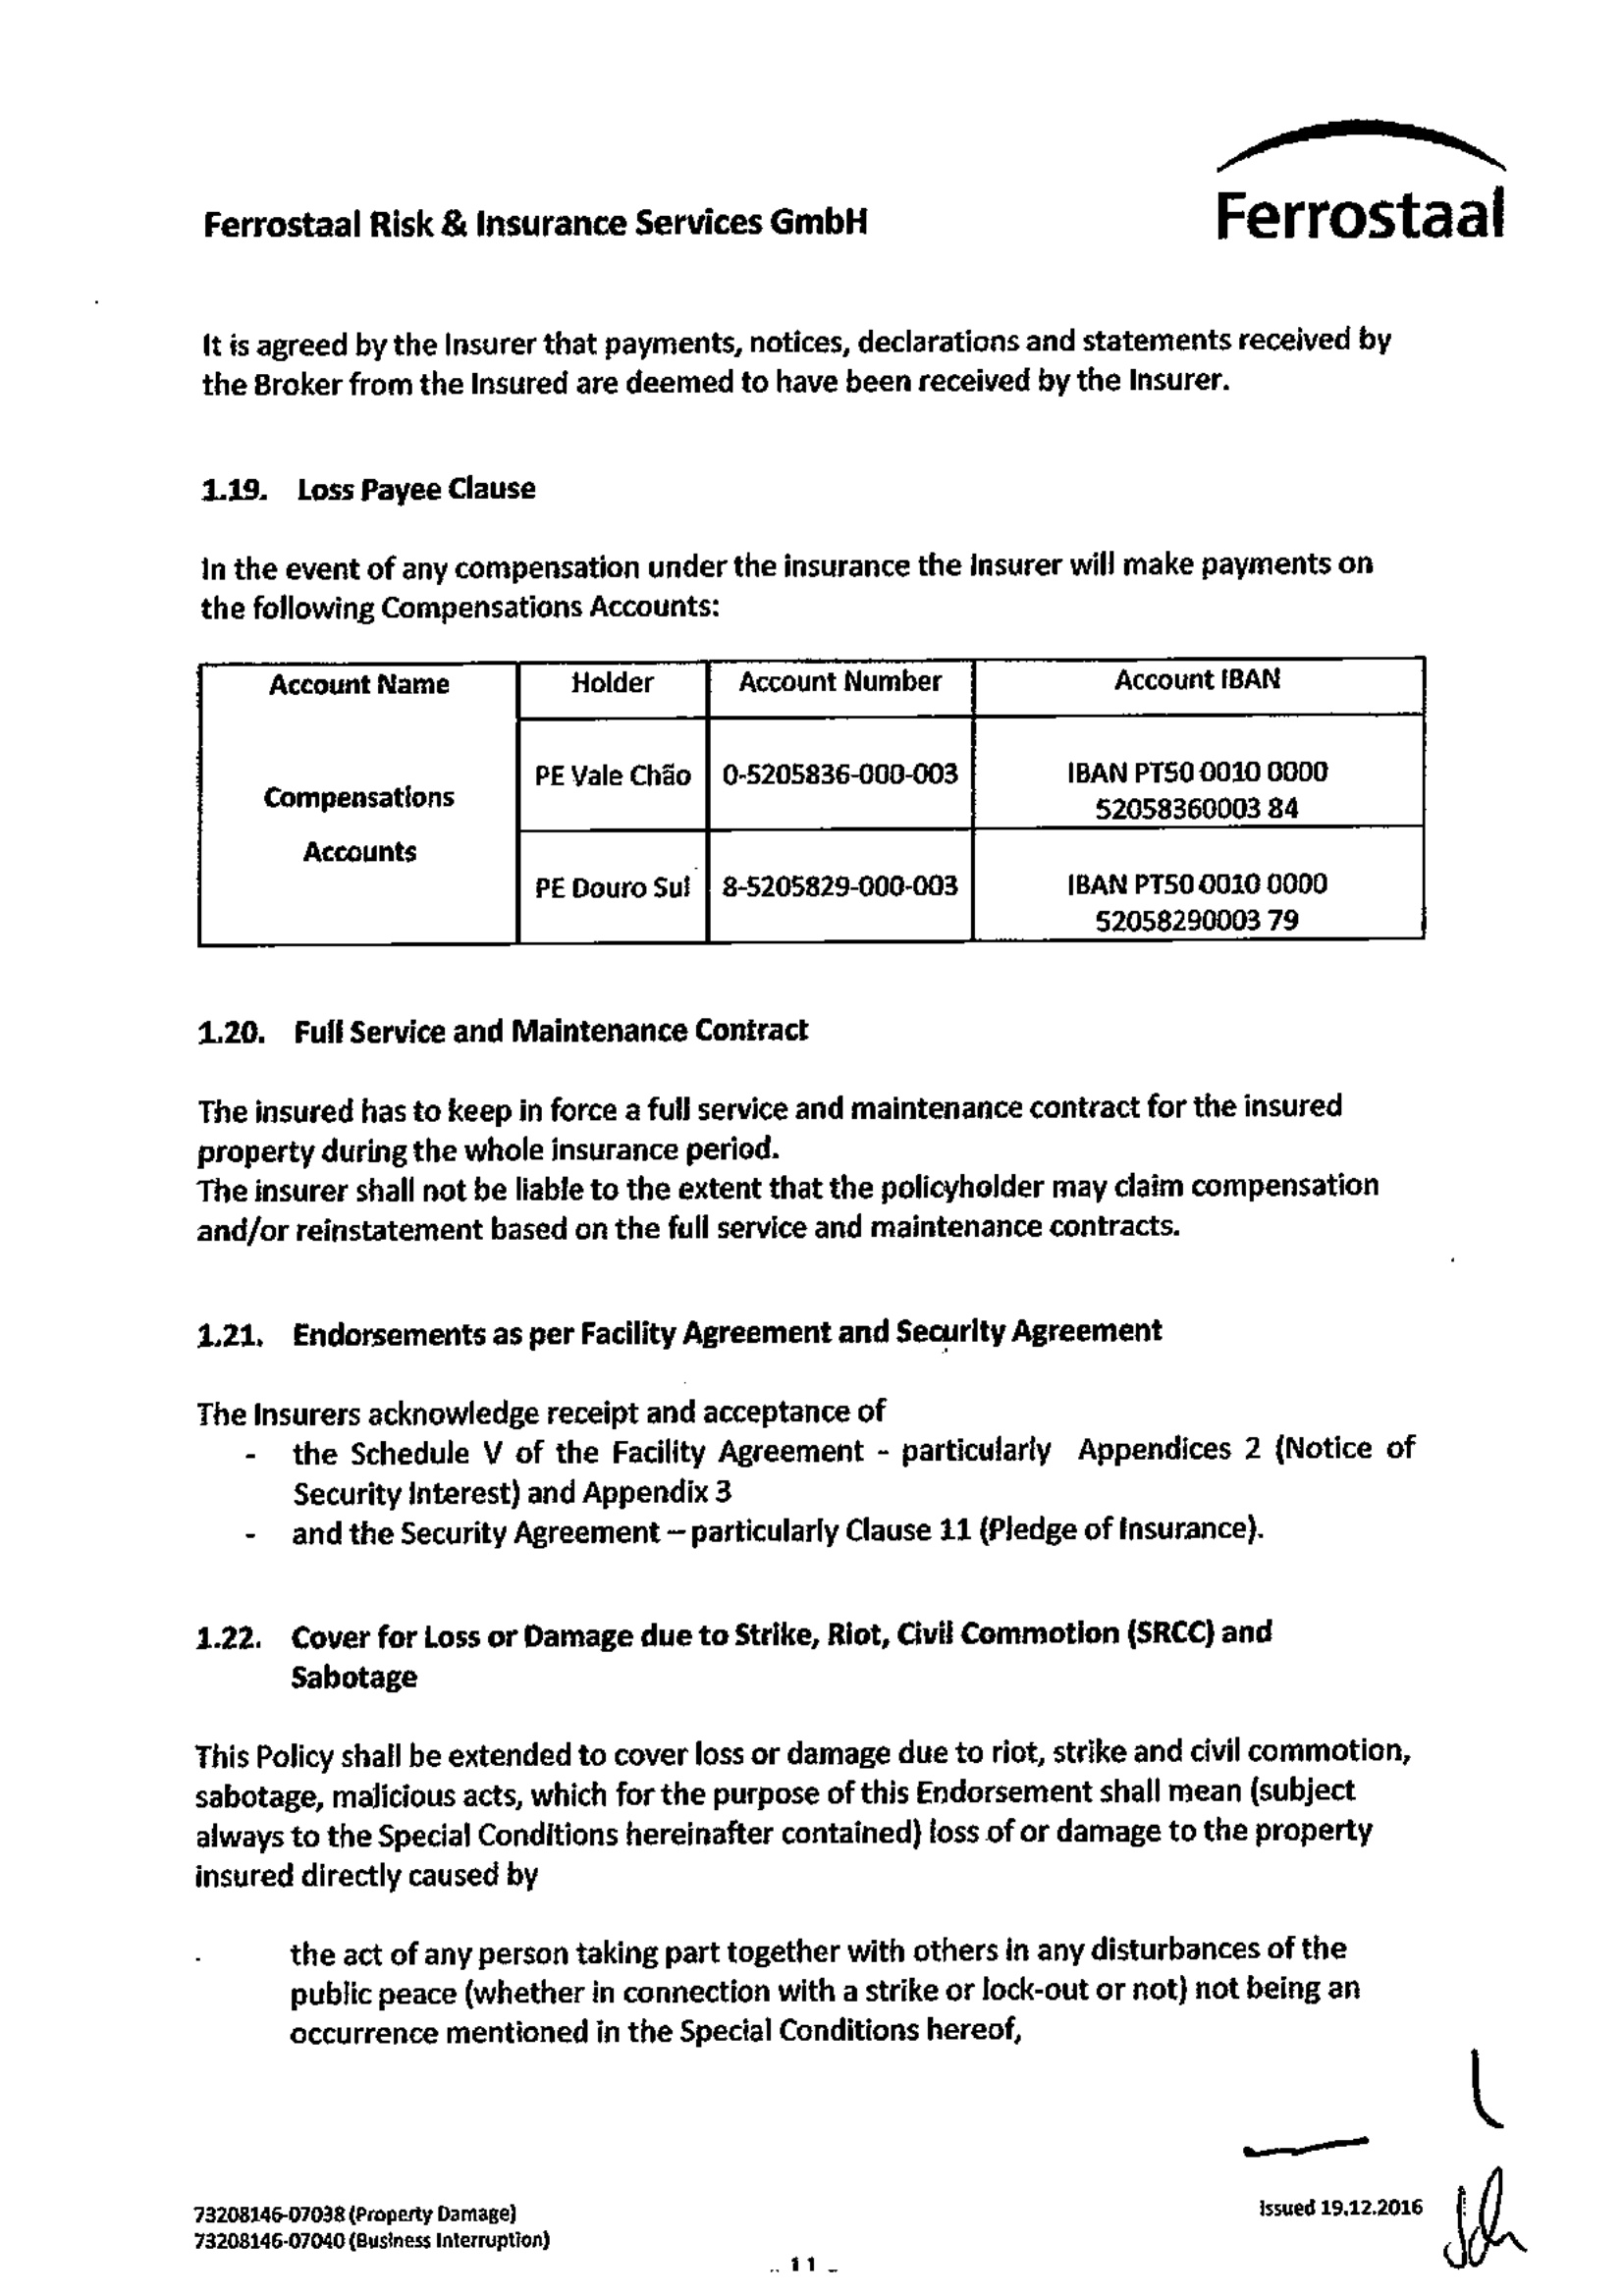 Ferrostaal Risk & Insurance Services GmbH
Ferrostaal
It is agreed by the Insurer that payments, notices, declarations and statements received by
the Broker from the Insured are deemed to have been received by the Insurer.
1.19. Loss Payee Clause
In the event of any compensation under the insurance the Insurer will make payments on
the following Compensations Accounts:
Account Name Holder Account Number Account IBAN
Compensations
Accounts
PE Vale Chão 0-5205836-000-003 IBAN PT50 0010 0000
52058360003 84
PE Douro Sul 8-5205829-000-003 IBAN PT50 0010 0000
52058290003 79
1.20. Full Service and Maintenance Contract
The insured has to keep in force a full service and maintenance contract for the insured
property during the whole insurance period.
The insurer shall not be liable to the extent that the policyholder may claim compensation
and/or reinstatement based on the full service and maintenance contracts.
1.21. Endorsements as per Facility Agreement and Security Agreement
The Insurers acknowledge receipt and acceptance of
- the Schedule V of the Facility Agreement - particularly Appendices 2 (Notice of
Security Interest) and Appendix 3
- and the Security Agreement – particularly Clause 11 (Pledge of Insurance).
1.22. Cover for Loss or Damage due to Strike, Riot, Civil Commotion (SRCC) and
Sabotage
This Policy shall be extended to cover loss or damage due to riot, strike and civil commotion,
sabotage, malicious acts, which for the purpose of this Endorsement shall mean (subject
always to the Special Conditions hereinafter contained) loss of or damage to the property
insured directly caused by
- the act of any person taking part together with others in any disturbances of the
public peace (whether in connection with a strike or lock-out or not) not being an
occurrence mentioned in the Special Conditions hereof,
73208146-07038 (Property Damage)
73208146-07040 (Business Interruption)
Issued 19.12.2016
- 11 -